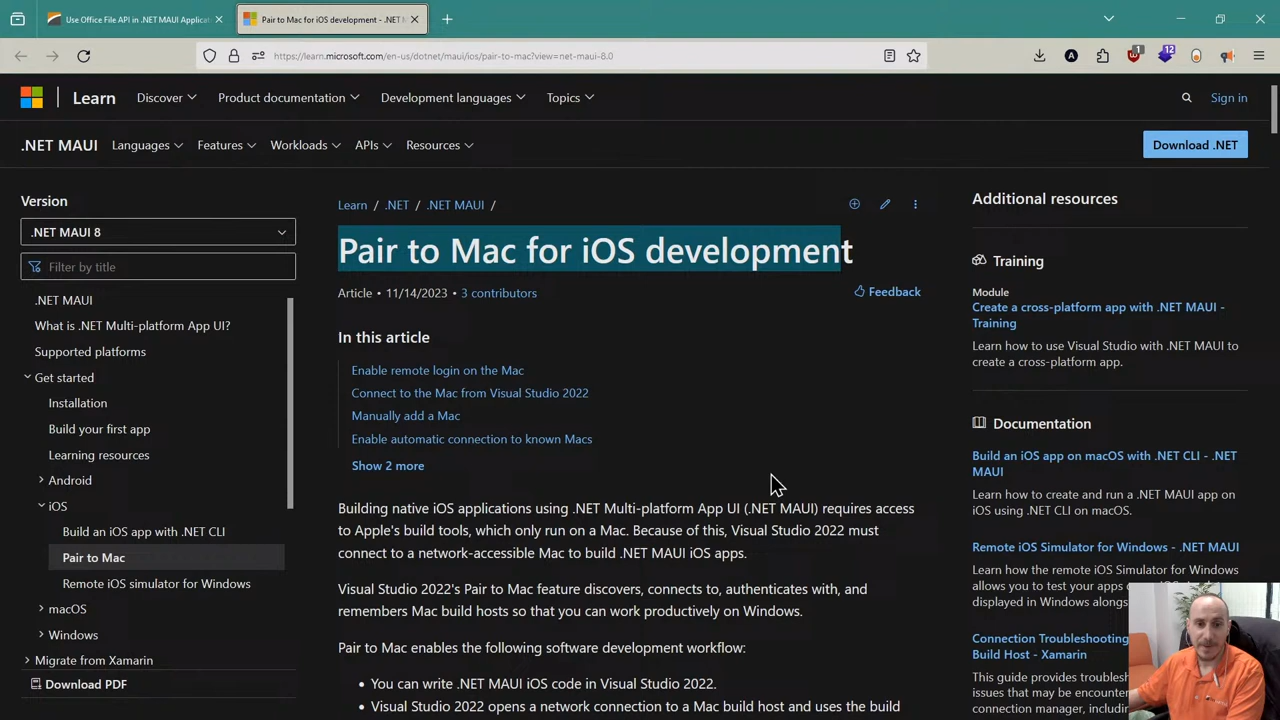 Use Office File API in .NET MAUI Applicat
Pair to Mac for iOS development - .NET M
https://learn.microsoft.com/en-us/dotnet/maui/ios/pair-to-mac?view=net-maui-8.0
A
1
12
Learn
Discover
Product documentation
Development languages
Topics
Sign in
.NET MAUI
Languages
Features
Workloads
APIs
Resources
Download .NET
Version
.NET MAUI 8
Filter by title
.NET MAUI
What is .NET Multi-platform App UI?
Supported platforms
Get started
Installation
Build your first app
Learning resources
Android
iOS
Build an iOS app with .NET CLI
Pair to Mac
Remote iOS simulator for Windows
macOS
Windows
Migrate from Xamarin
Download PDF
Learn / .NET / .NET MAUI /
Pair to Mac for iOS development
Article • 11/14/2023 • 3 contributors
Feedback
In this article
Enable remote login on the Mac
Connect to the Mac from Visual Studio 2022
Manually add a Mac
Enable automatic connection to known Macs
Show 2 more
Building native iOS applications using .NET Multi-platform App UI (.NET MAUI) requires access
to Apple's build tools, which only run on a Mac. Because of this, Visual Studio 2022 must
connect to a network-accessible Mac to build .NET MAUI iOS apps.
Visual Studio 2022's Pair to Mac feature discovers, connects to, authenticates with, and
remembers Mac build hosts so that you can work productively on Windows.
Pair to Mac enables the following software development workflow:
• You can write .NET MAUI iOS code in Visual Studio 2022.
• Visual Studio 2022 opens a network connection to a Mac build host and uses the build
Additional resources
Training
Module
Create a cross-platform app with .NET MAUI -
Training
Learn how to use Visual Studio with .NET MAUI to
create a cross-platform app.
Documentation
Build an iOS app on macOS with .NET CLI - .NET
MAUI
Learn how to create and run a .NET MAUI app on
iOS using .NET CLI on macOS.
Remote iOS Simulator for Windows - .NET MAUI
Learn how the remote iOS Simulator for Windows
allows you to test your apps
displayed in Windows along
Connection Troubleshooting
Build Host - Xamarin
This guide provides troubles
issues that may be encounter
connection manager, includin